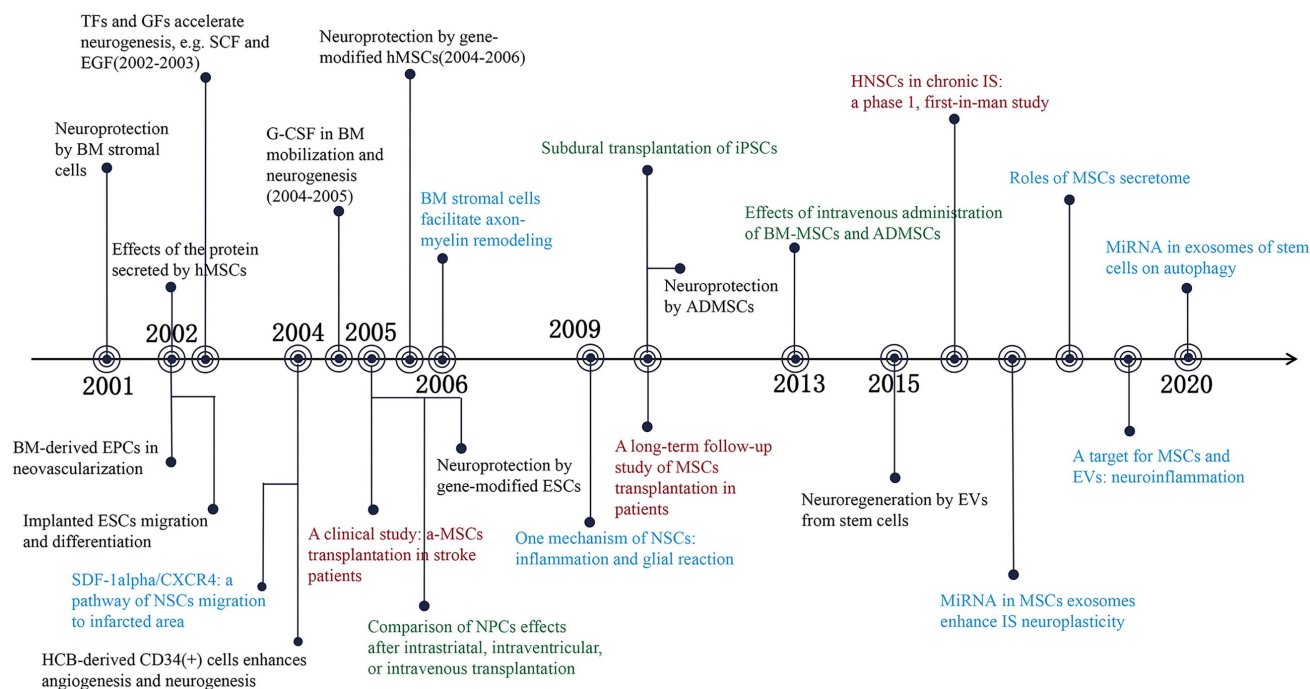 TFs and GFs accelerate
neurogenesis, e.g. SCF and
EGF(2002-2003)
Neuroprotection by gene-
modified hMSCs(2004-2006)
HNSCs in chronic IS:
a phase 1, first-in-man study
Neuroprotection
by BM stromal
cells
G-CSF in BM
mobilization and
neurogenesis
(2004-2005)
Subdural transplantation of iPSCs
Roles of MSCs secretome
BM stromal cells
facilitate axon-
myelin remodeling
Effects of intravenous administration
of BM-MSCs and ADMSCs
Effects of the protein
secreted by hMSCs
MiRNA in exosomes of stem
cells on autophagy
Neuroprotection
by ADMSCs
2002
2004
2005
2009
2001
2006
2013
2015
2020
BM-derived EPCs in
neovascularization
Neuroprotection by
gene-modified ESCs
A long-term follow-up
study of MSCs
transplantation in
patients
A target for MSCs and
EVs: neuroinflammation
Neuroregeneration by EVs
from stem cells
Implanted ESCs migration
and differentiation
A clinical study: a-MSCs
transplantation in stroke
patients
One mechanism of NSCs:
inflammation and glial reaction
SDF-1alpha/CXCR4: a
pathway of NSCs migration
to infarcted area
MiRNA in MSCs exosomes
enhance IS neuroplasticity
Comparison of NPCs effects
after intrastriatal, intraventricular,
or intravenous transplantation
HCB-derived CD34(+) cells enhances
angiogenesis and neurogenesis